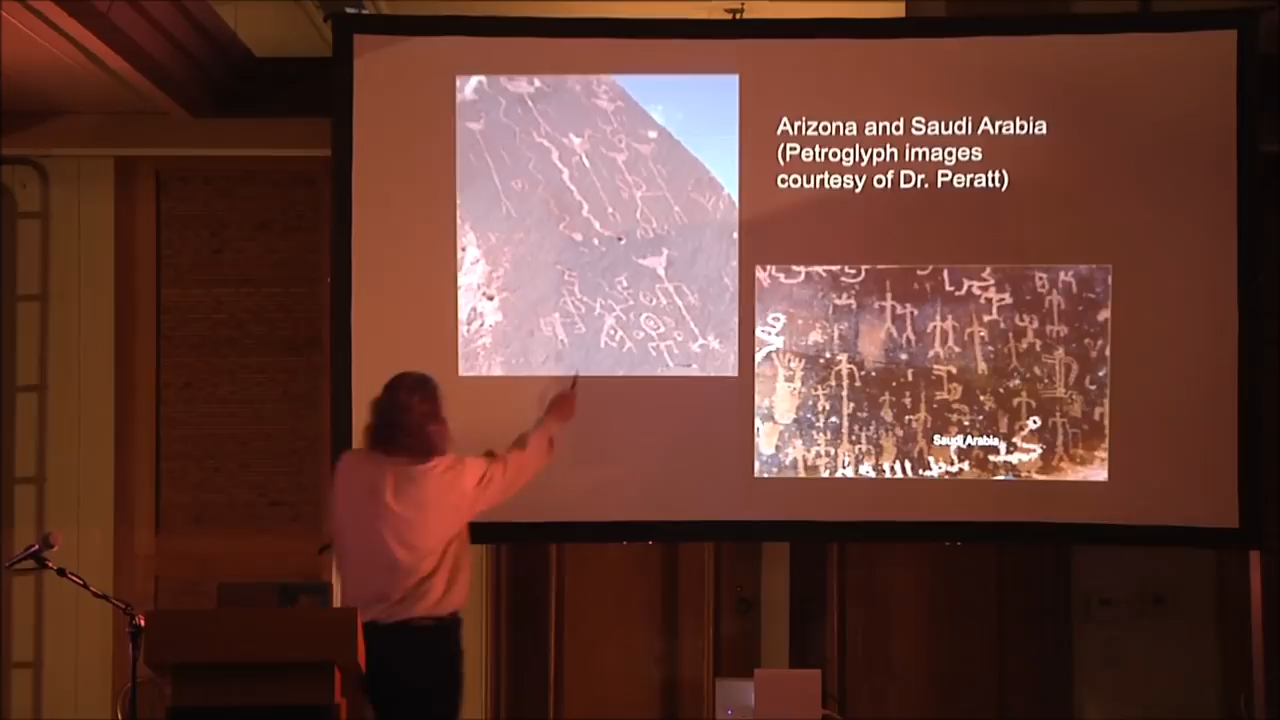 Arizona and Saudi Arabia
(Petroglyph images
courtesy of Dr. Peratt)
Saudi Arabia